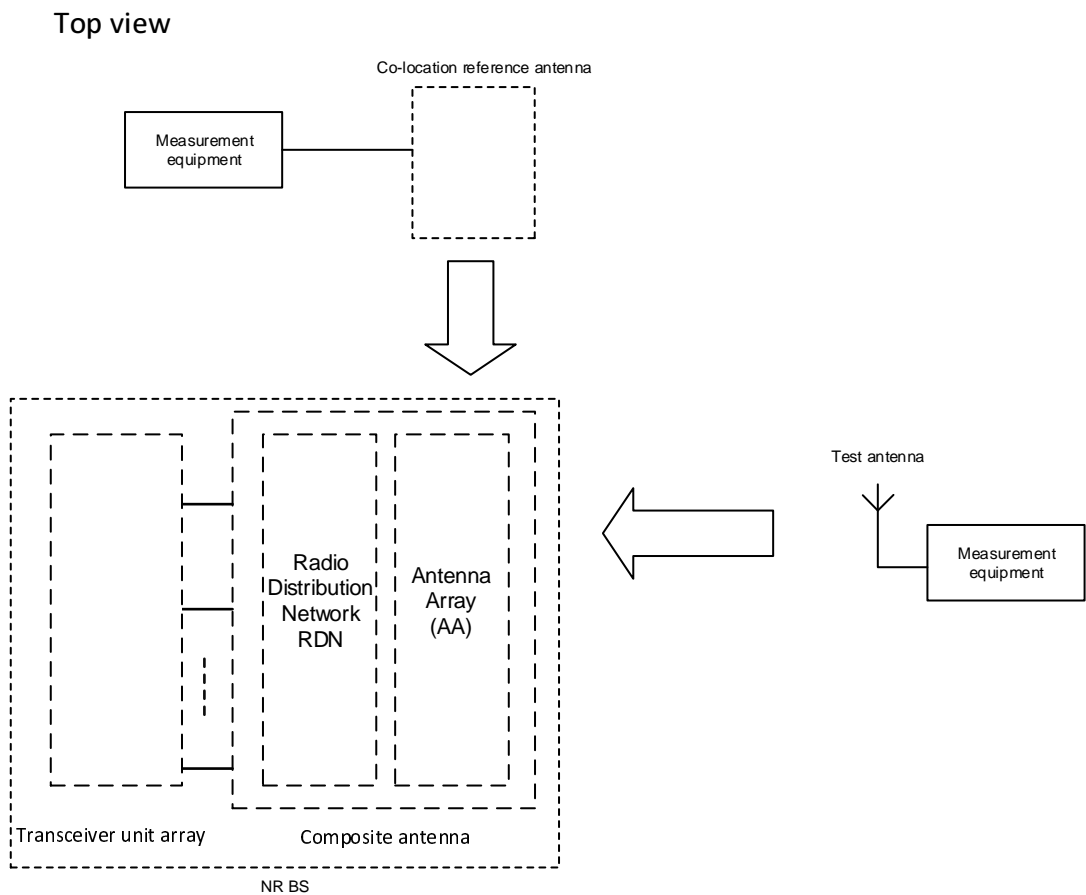 Top view
Co-location reference antenna
Measurement
equipment
Test antenna
Measurement
equipment
Radio
Distribution
Network
RDN
Antenna
Array
(AA)
Transceiver unit array
Composite antenna
NR BS